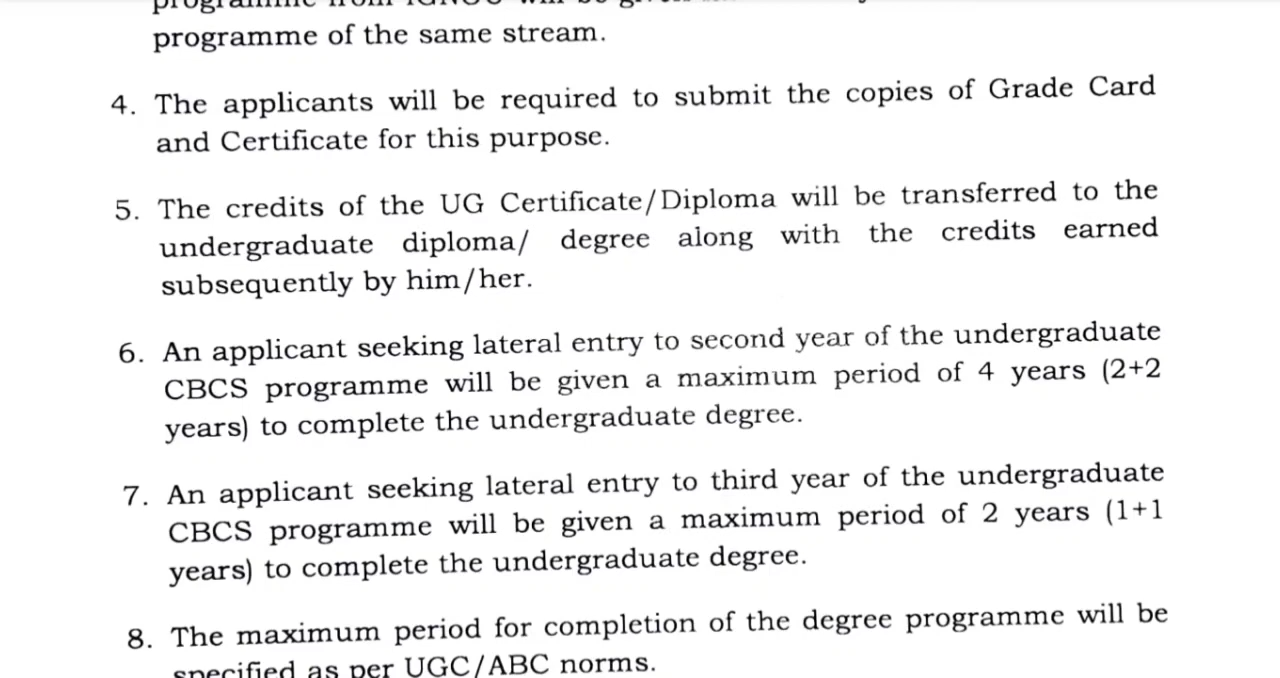 programme of the same stream.
4. The applicants will be required to submit the copies of Grade Card
and Certificate for this purpose.
5. The credits of the UG Certificate/Diploma will be transferred to the
undergraduate diploma/ degree along with the credits earned
subsequently by him/her.
6. An applicant seeking lateral entry to second year of the undergraduate
CBCS programme will be given a maximum period of 4 years (2+2
years) to complete the undergraduate degree.
7. An applicant seeking lateral entry to third year of the undergraduate
CBCS programme will be given a maximum period of 2 years (1+1
years) to complete the undergraduate degree.
8. The maximum period for completion of the degree programme will be
specified as per UGC/ABC norms.